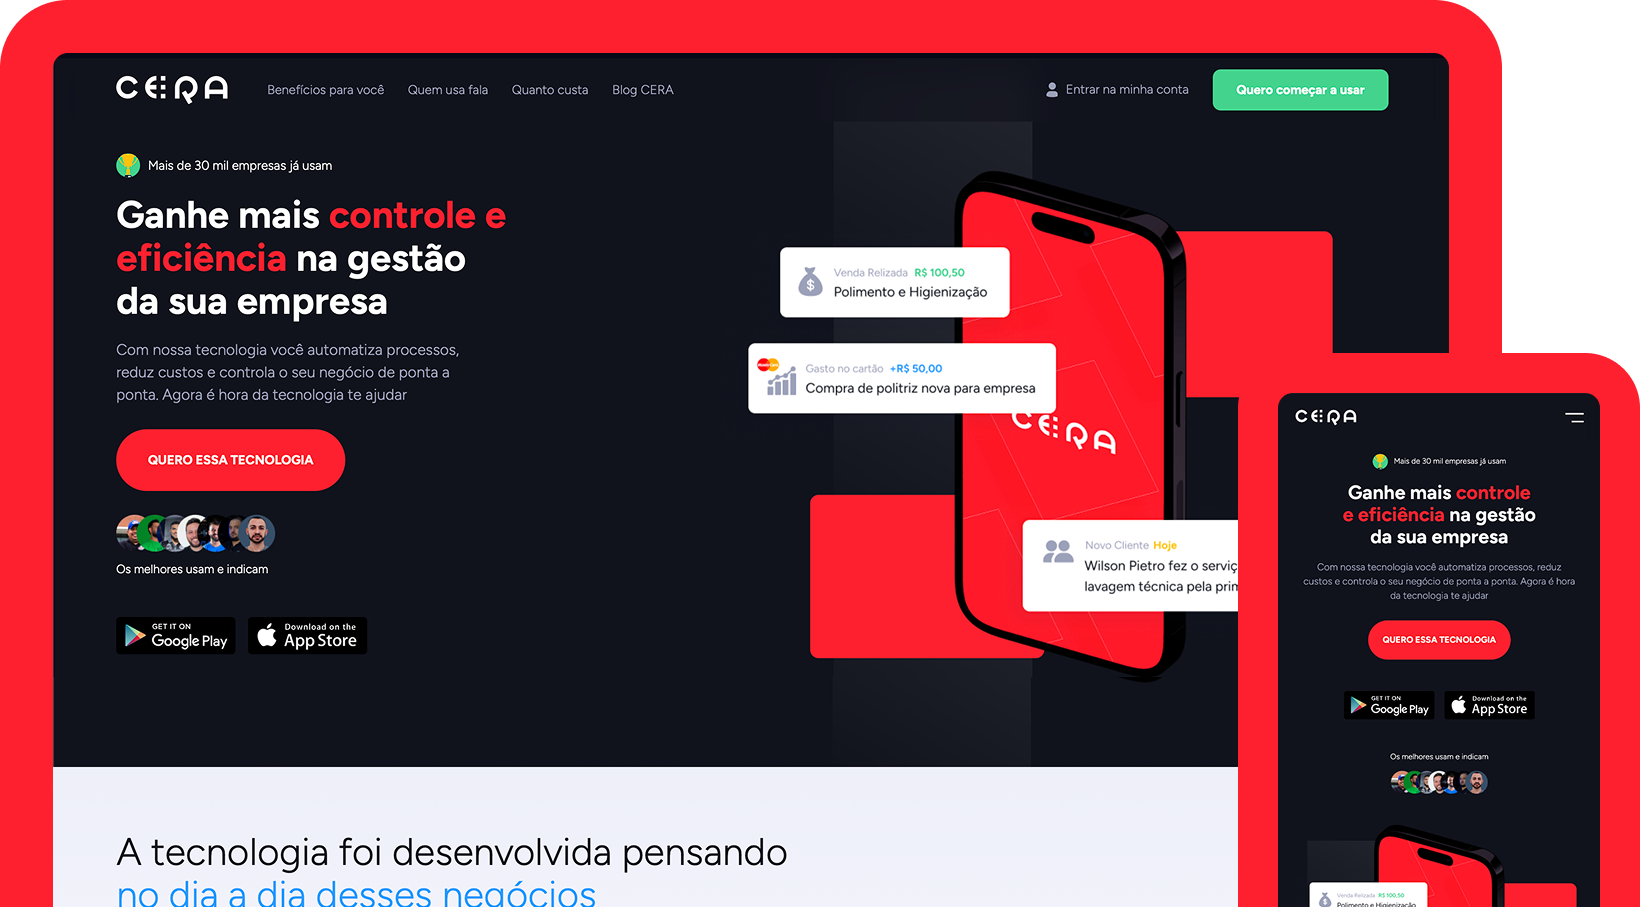 CERA
Benefícios para você
Quem usa fala
Quanto custa
Blog CERA
Entrar na minha conta
Quero começar a usar
Mais de 30 mil empresas já usam
Ganhe mais controle e
eficiência na gestão
da sua empresa
Com nossa tecnologia você automatiza processos,
reduz custos e controla o seu negócio de ponta a
ponta. Agora é hora da tecnologia te ajudar
QUERO ESSA TECNOLOGIA
Os melhores usam e indicam
GET IT ON
Google Play
Download on the
App Store
Venda Relizada R$ 100,50
Polimento e Higienização
Gasto no cartão +R$ 50,00
Compra de politriz nova para empresa
CERA
Novo Cliente Hoje
Wilson Pietro fez o serviç
lavagem técnica pela prim
A tecnologia foi desenvolvida pensando
no dia a dia desses negócios
CERA
Mais de 30 mil empresas já usam
Ganhe mais controle
e eficiência na gestão
da sua empresa
Com nossa tecnologia você automatiza processos, reduz
custos e controla o seu negócio de ponta a ponta. Agora é hora
da tecnologia te ajudar
QUERO ESSA TECNOLOGIA
GET IT ON
Google Play
Download on the
App Store
Os melhores usam e indicam
Venda Relizada R$ 100,50
Polimento e Higienização